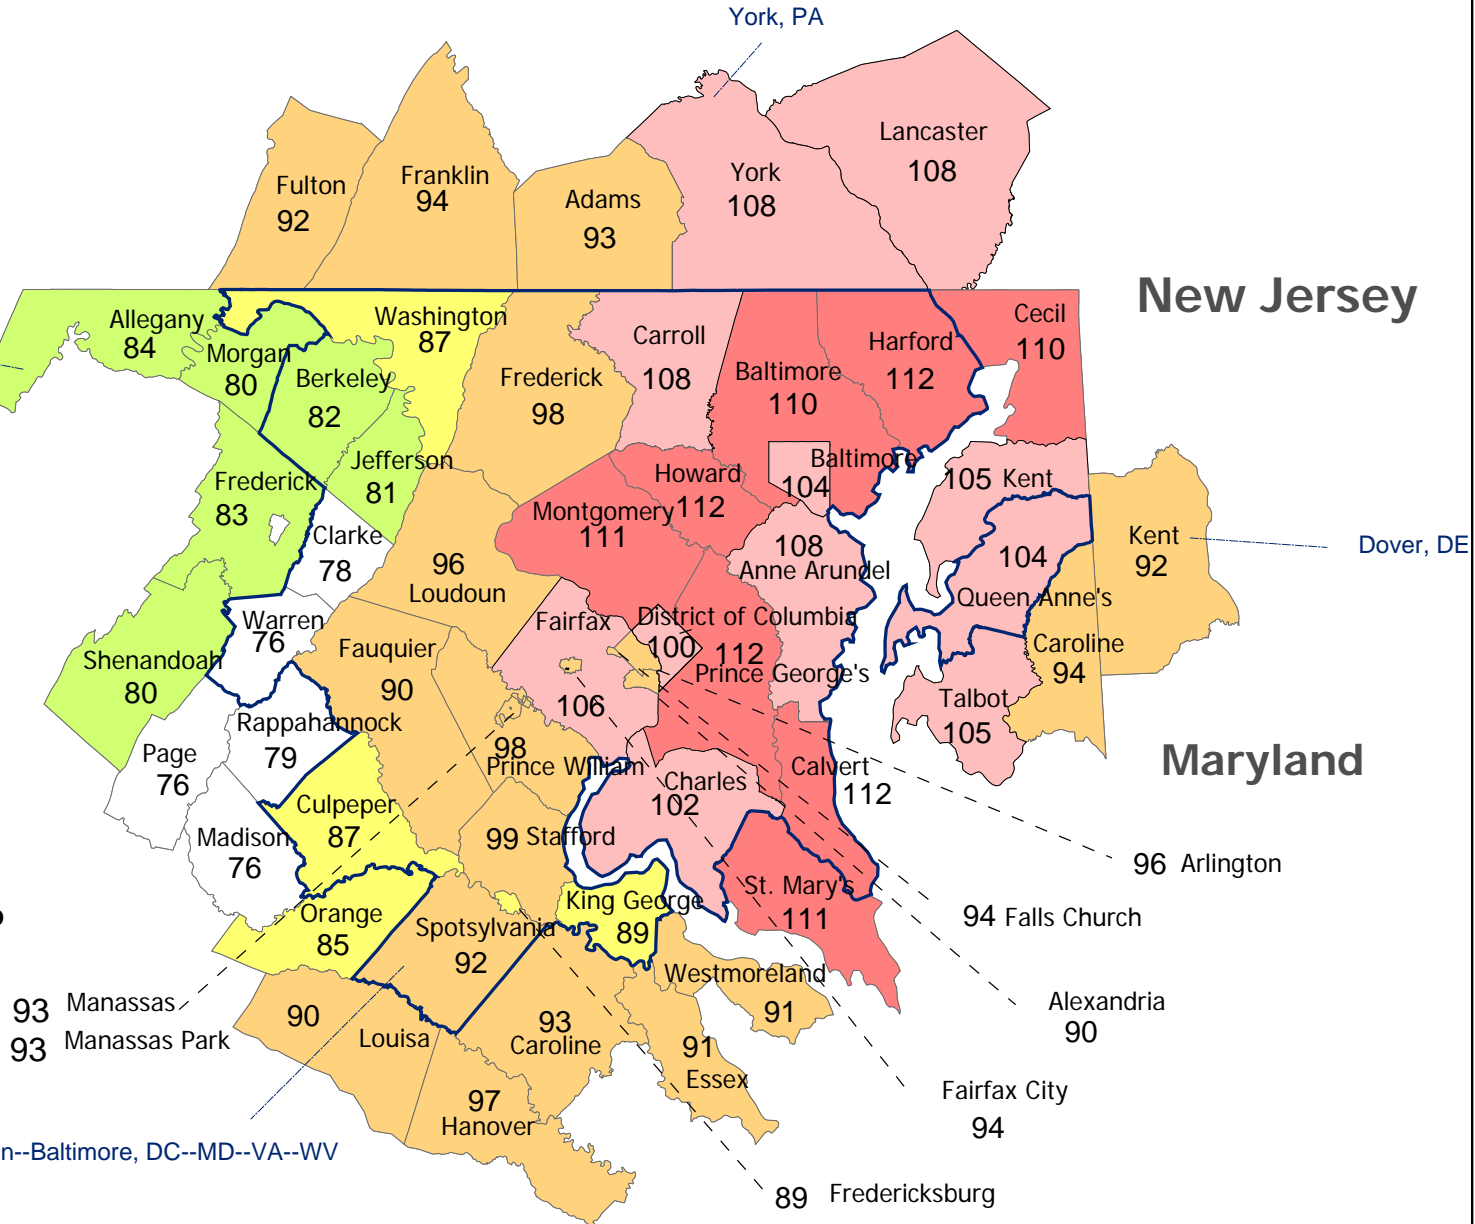 York, PA
Lancaster
108
York
108
Franklin
94
Fulton
92
Adams
93
New Jersey
Allegany
84
Washington
87
Cecil
110
Carroll
108
Harford
112
Morgan
80
Berkeley
82
Frederick
98
Baltimore
110
Jefferson
81
Baltimore
104
Howard
112
105 Kent
Frederick
83
Montgomery
111
Clarke
78
108
Anne Arundel
104
Queen Anne's
Kent
92
Dover, DE
96
Loudoun
Warren
76
Fairfax
106
District of Columbia
100
112
Prince George's
Fauquier
90
Caroline
94
Shenandoah
80
Talbot
105
Rappahannock
79
Page
76
98
Prince William
Calvert
112
Maryland
Charles
102
Culpeper
87
Madison
76
99 Stafford
96 Arlington
St. Mary's
111
King George
89
Orange
85
Spotsylvania
92
94 Falls Church
Westmoreland
91
93 Manassas
93 Manassas Park
90
Louisa
93
Caroline
91
Essex
Alexandria
90
Fairfax City
94
97
Hanover
n--Baltimore, DC--MD--VA--WV
89 Fredericksburg